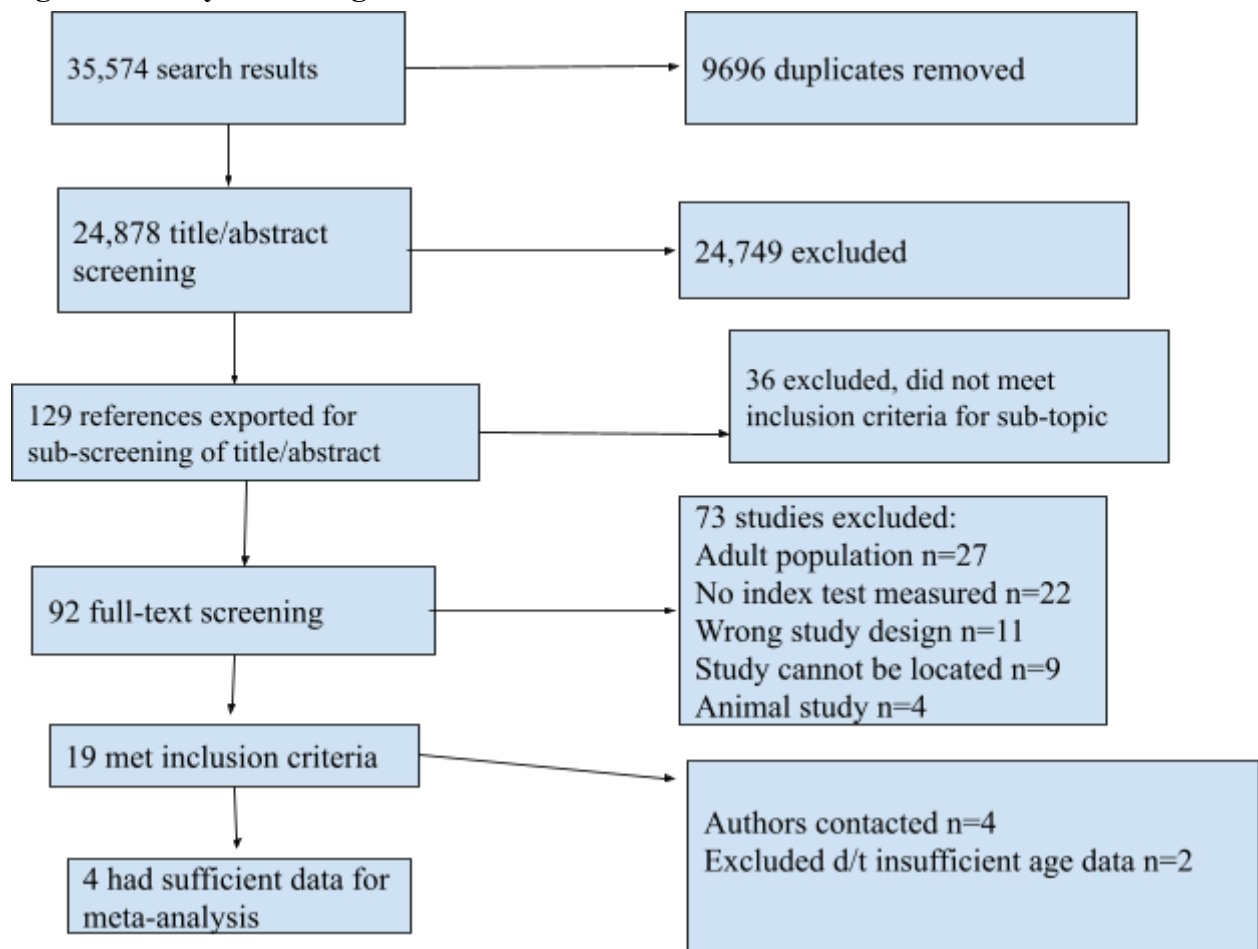 35,574 search results
9696 duplicates removed
24,878 title/abstract
screening
24,749 excluded
129 references exported for
sub-screening of title/abstract
36 excluded, did not meet
inclusion criteria for sub-topic
92 full-text screening
73 studies excluded:
Adult population n=27
No index test measured n=22
Wrong study design n=11
Study cannot be located n=9
Animal study n=4
19 met inclusion criteria
Authors contacted n=4
Excluded d/t insufficient age data n=2
4 had sufficient data for
meta-analysis